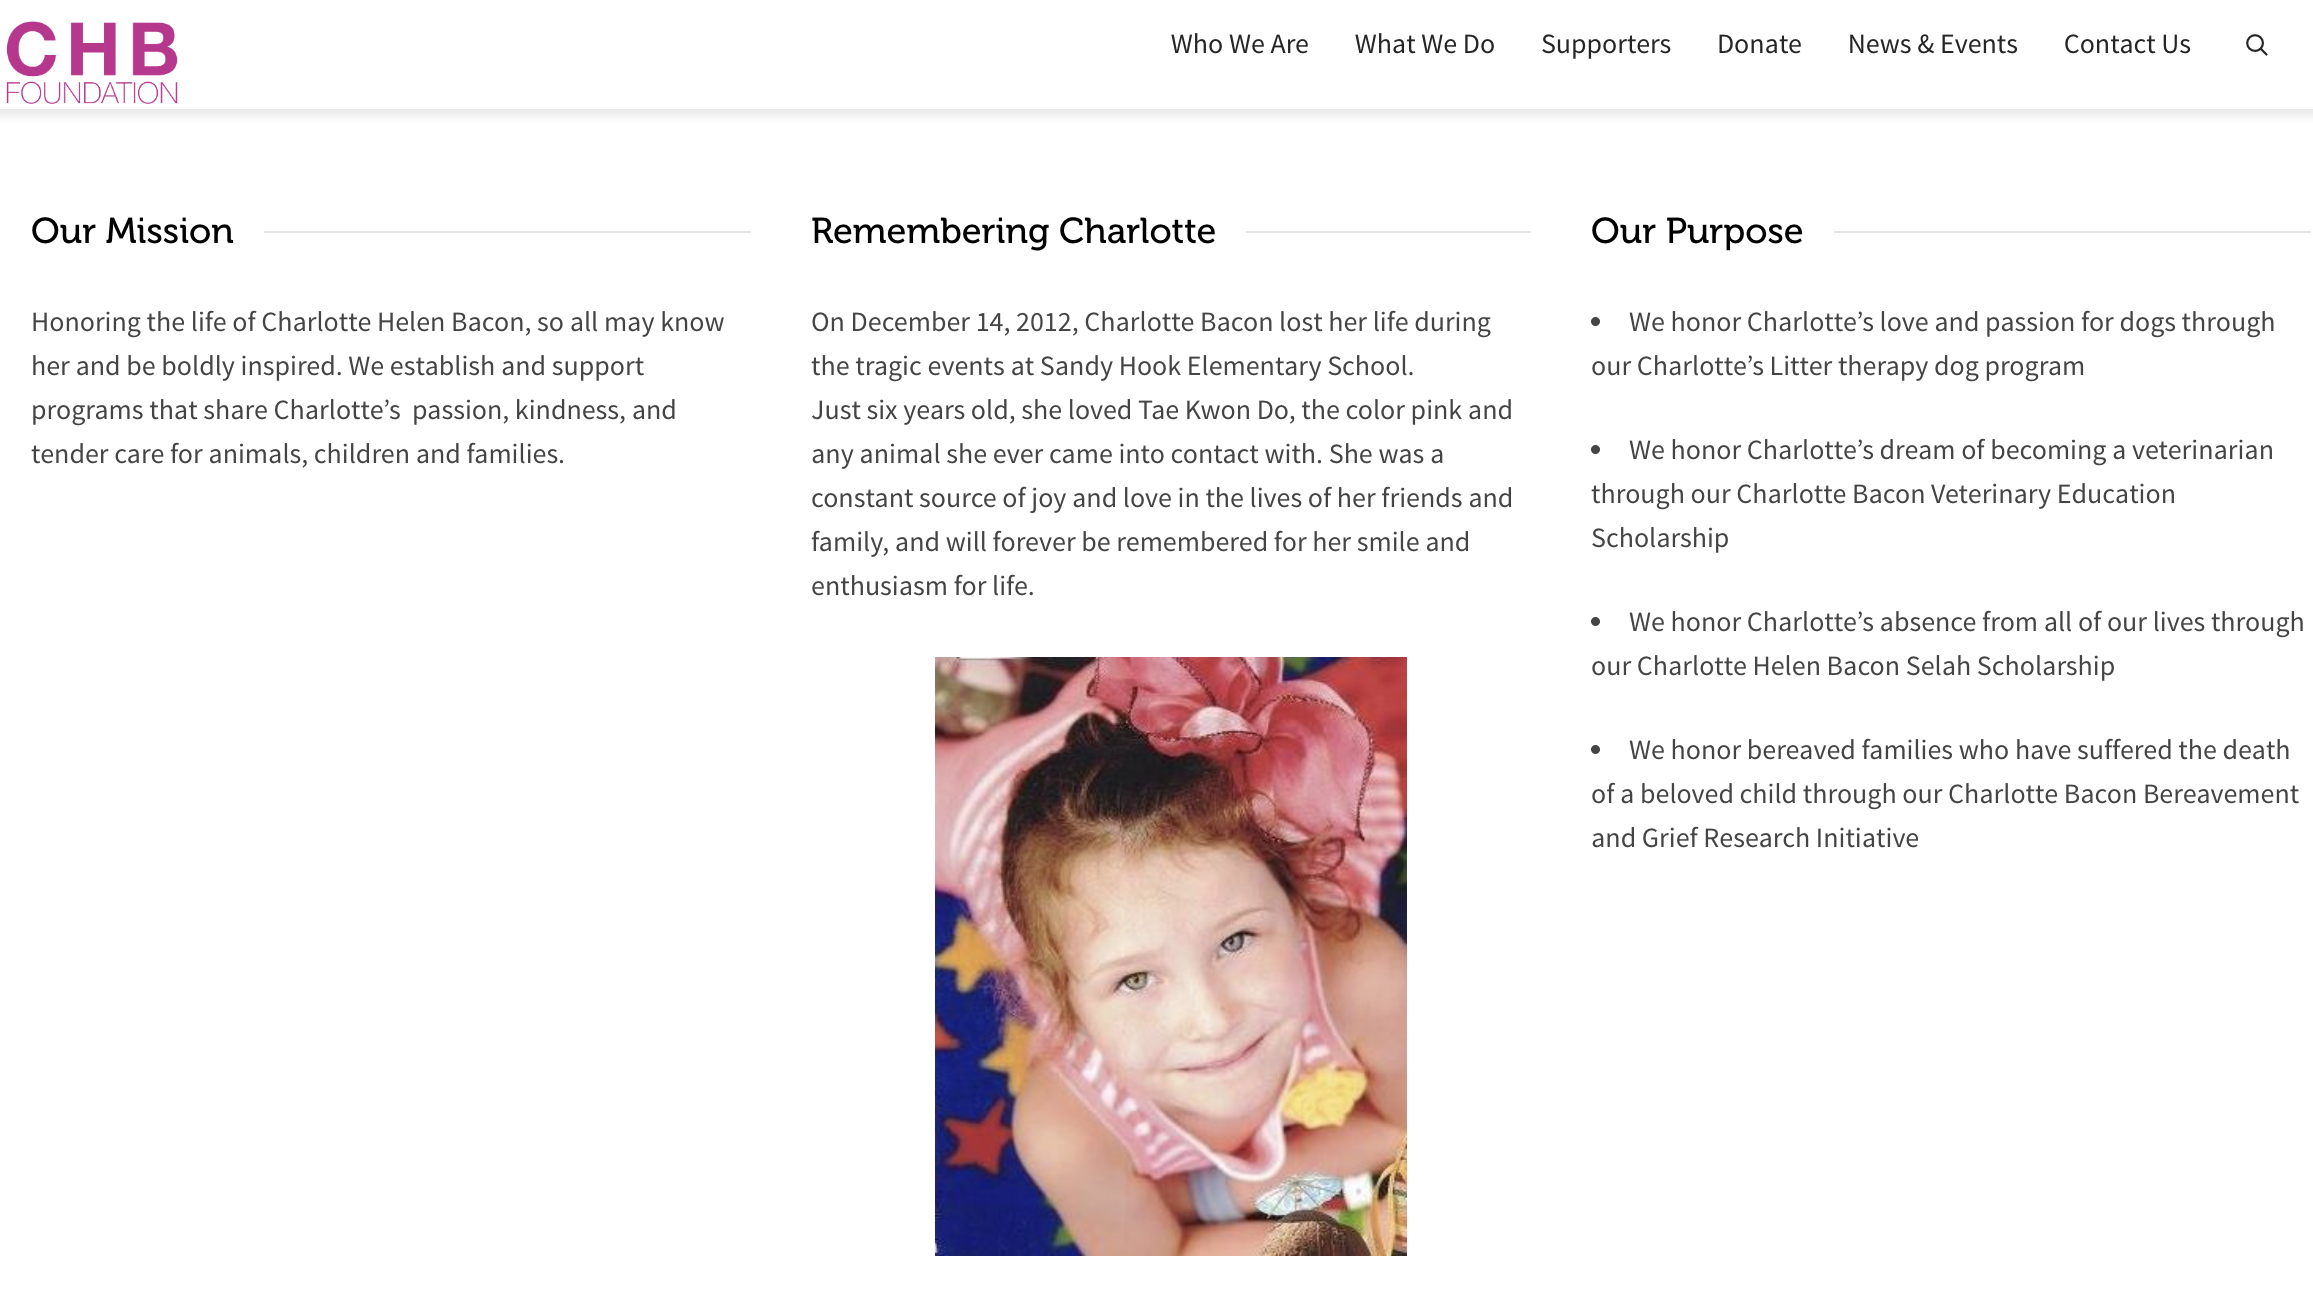 CHB
FOUNDATION
Who We Are
What We Do
Supporters
Donate
News & Events
Contact Us
Our Mission
Honoring the life of Charlotte Helen Bacon, so all may know
her and be boldly inspired. We establish and support
programs that share Charlotte’s  passion, kindness, and
tender care for animals, children and families.
Remembering Charlotte
On December 14, 2012, Charlotte Bacon lost her life during
the tragic events at Sandy Hook Elementary School.
Just six years old, she loved Tae Kwon Do, the color pink and
any animal she ever came into contact with. She was a
constant source of joy and love in the lives of her friends and
family, and will forever be remembered for her smile and
enthusiasm for life.
Our Purpose
• We honor Charlotte’s love and passion for dogs through
our Charlotte’s Litter therapy dog program
• We honor Charlotte’s dream of becoming a veterinarian
through our Charlotte Bacon Veterinary Education
Scholarship
• We honor Charlotte’s absence from all of our lives through
our Charlotte Helen Bacon Selah Scholarship
• We honor bereaved families who have suffered the death
of a beloved child through our Charlotte Bacon Bereavement
and Grief Research Initiative